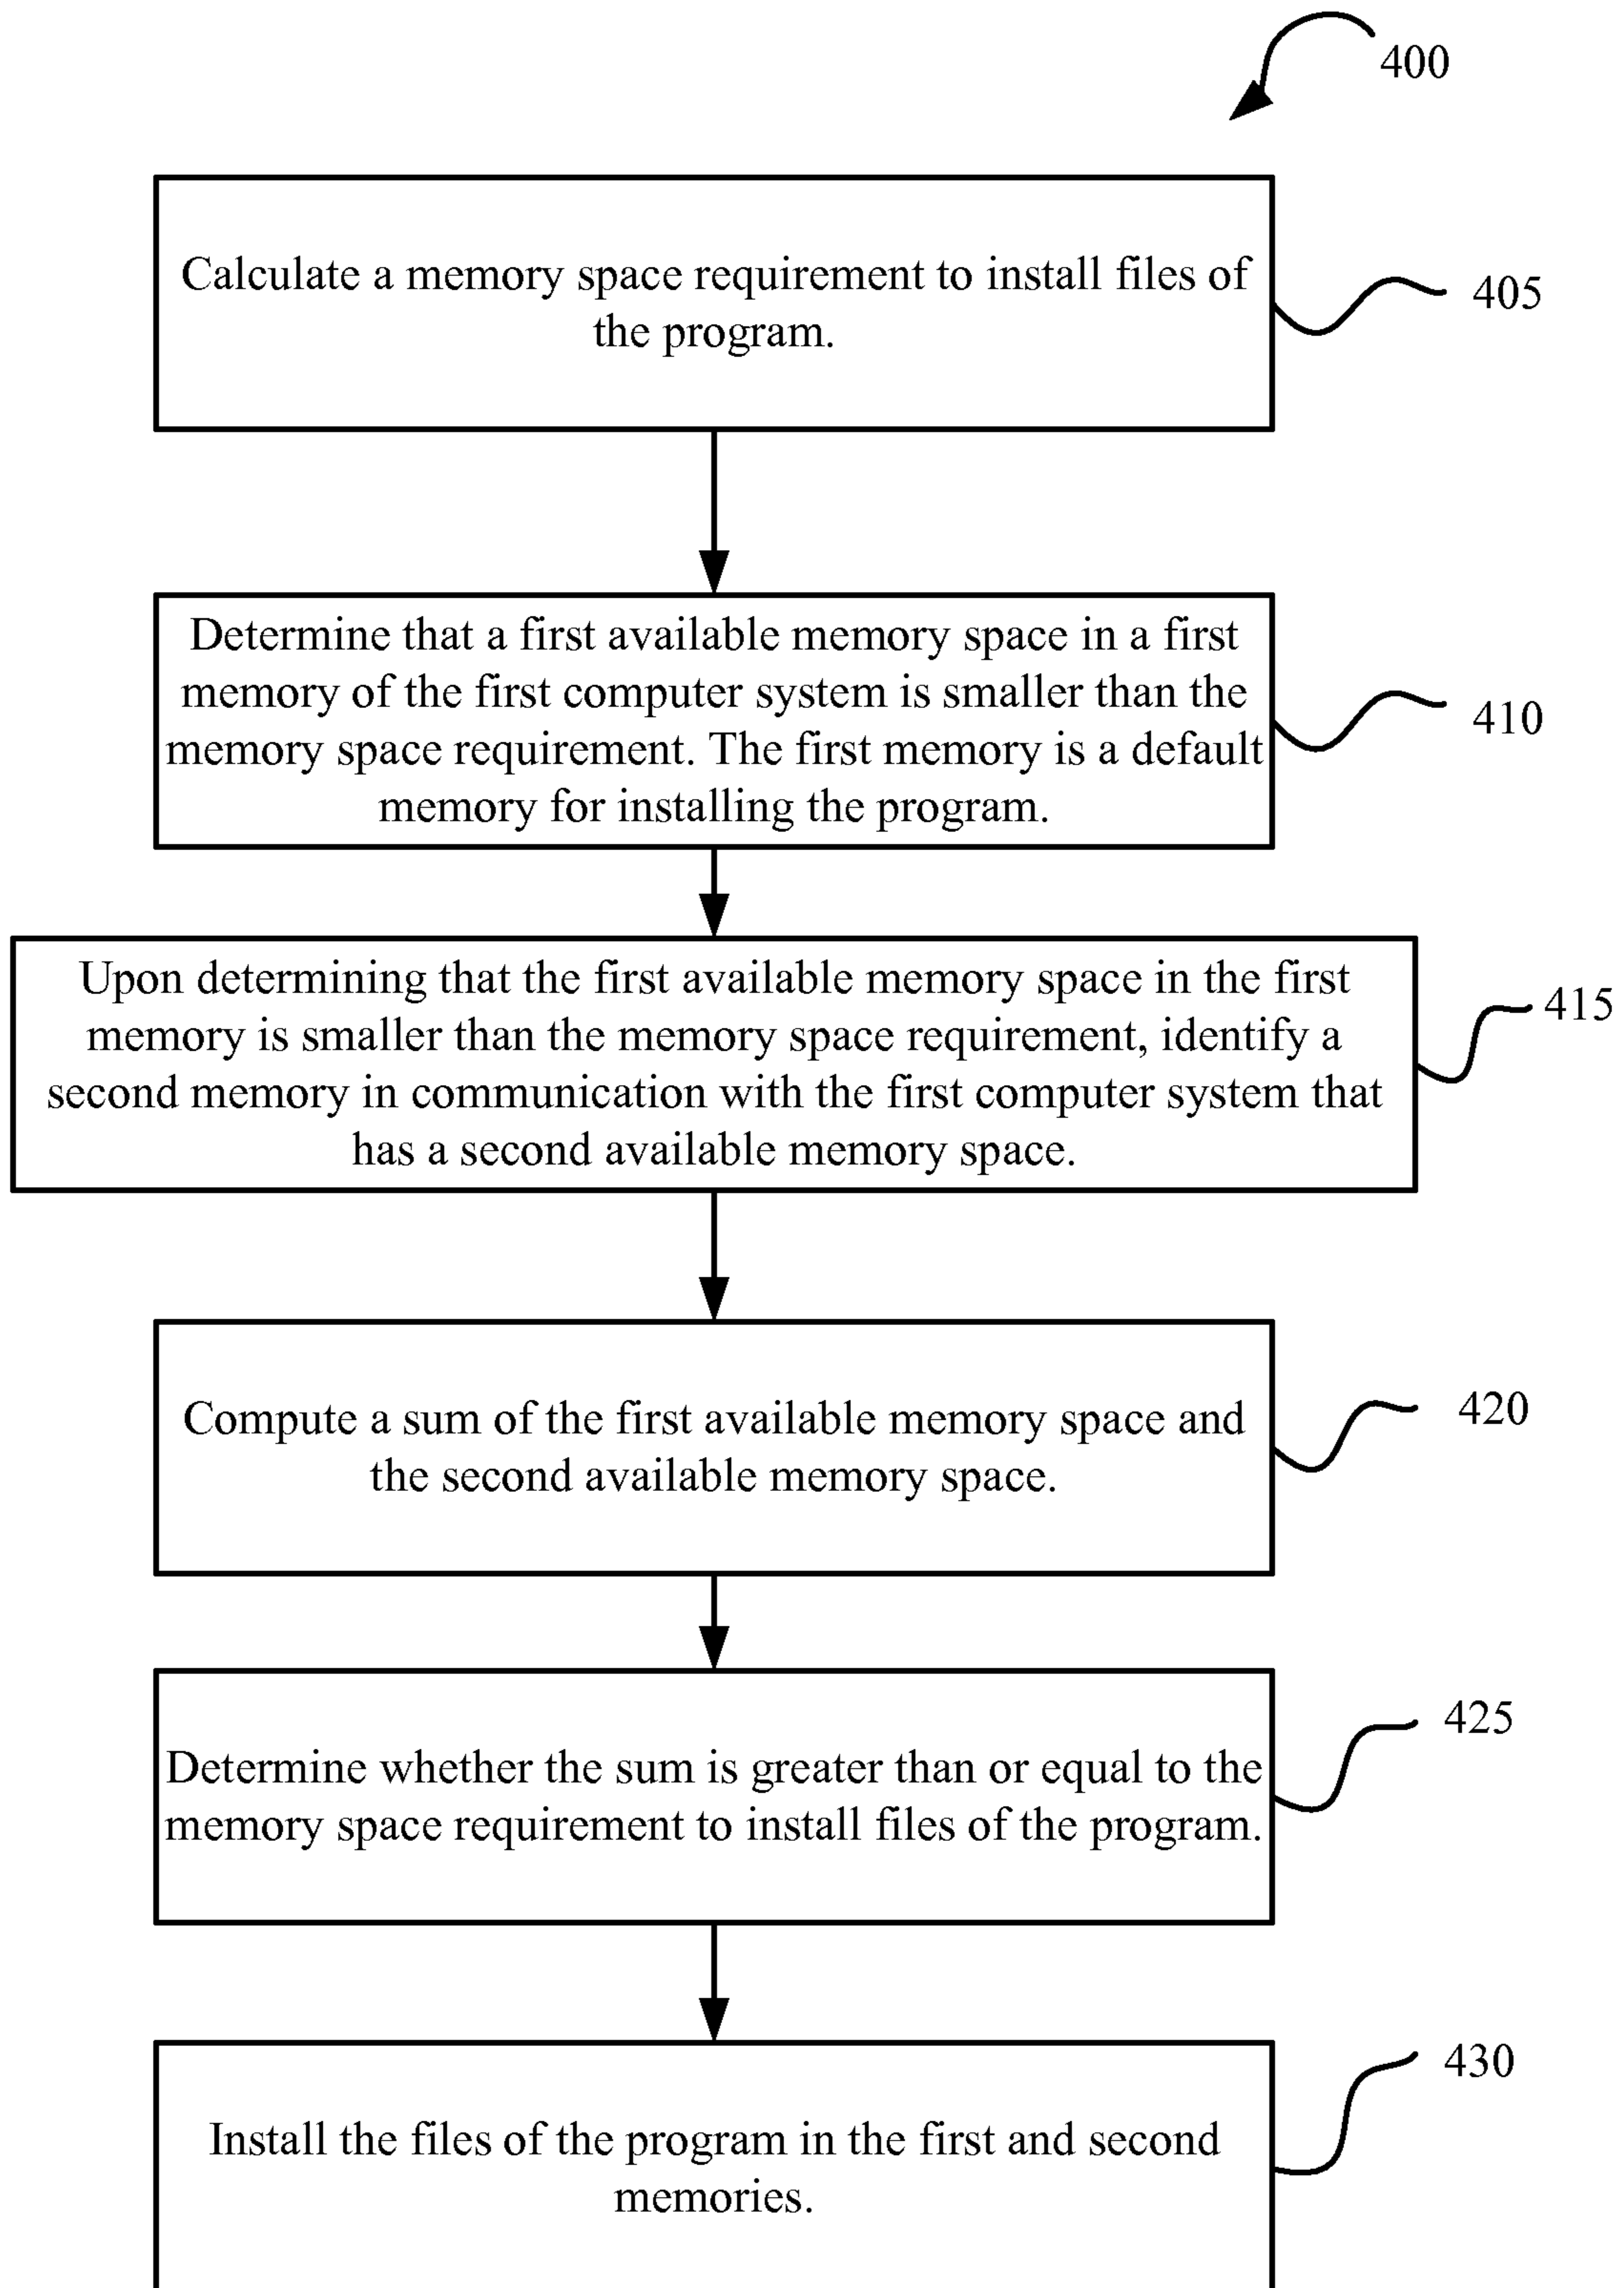 400
Calculate a memory space requirement to install files of
the program.
405
Determine that a first available memory space in a first
memory of the first computer system is smaller than the
memory space requirement. The first memory is a default
memory for installing the program.
410
Upon determining that the first available memory space in the first
memory is smaller than the memory space requirement, identify a
second memory in communication with the first computer system that
has a second available memory space.
415
Compute a sum of the first available memory space and
the second available memory space.
420
Determine whether the sum is greater than or equal to the
memory space requirement to install files of the program.
425
Install the files of the program in the first and second
memories.
430